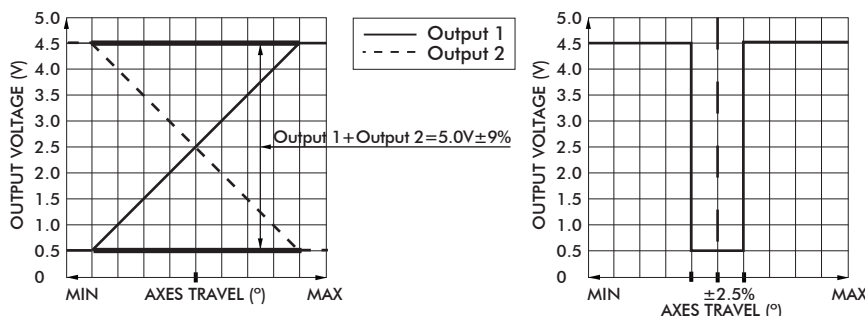 5.0
4.5
4.0
3.5
3.0
2.5
2.0
1.5
1.0
0.5
0
OUTPUT VOLTAGE (V)
MIN
AXES TRAVEL (º)
MAX
Output 1+Output 2=5.0V±9%
Output 1
Output 2
5.0
4.5
4.0
3.5
3.0
2.5
2.0
1.5
1.0
0.5
0
OUTPUT VOLTAGE (V)
MIN
±2.5%
MAX
AXES TRAVEL (º)